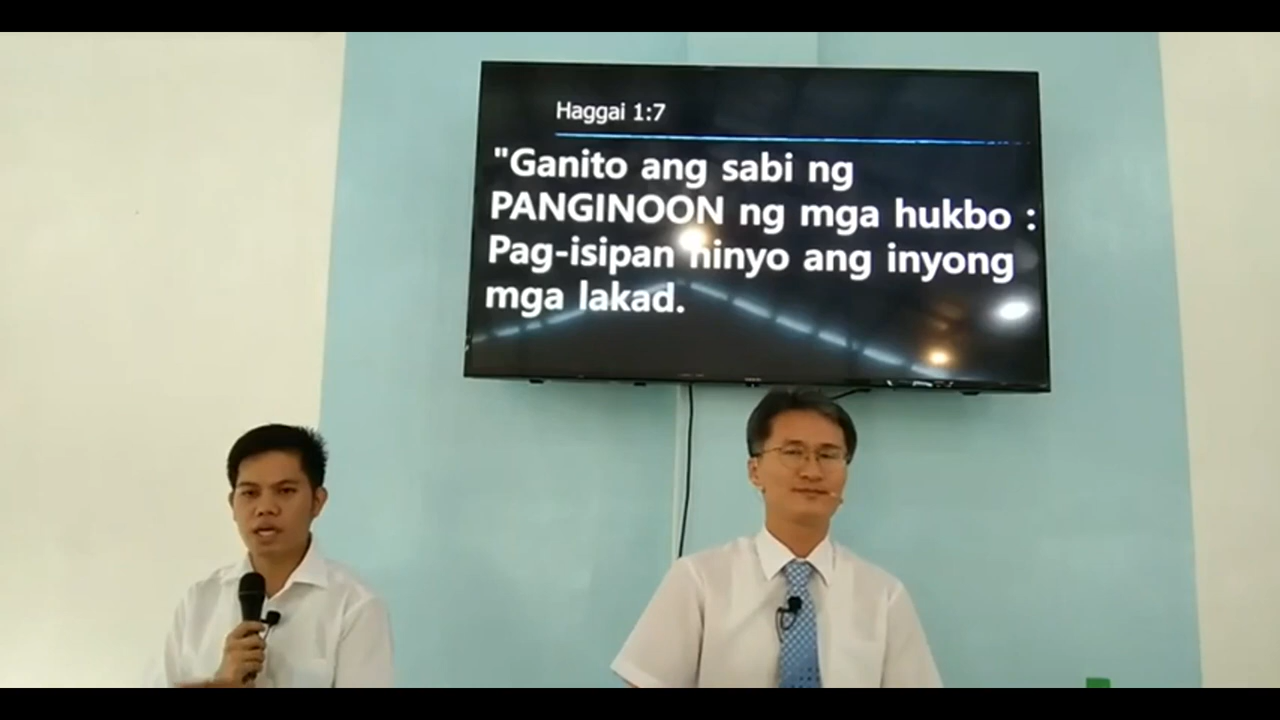 Haggai 1:7
"Ganito ang sabi ng
PANGINOON ng mga hukbo :
Pag-isipan ninyo ang inyong
mga lakad.